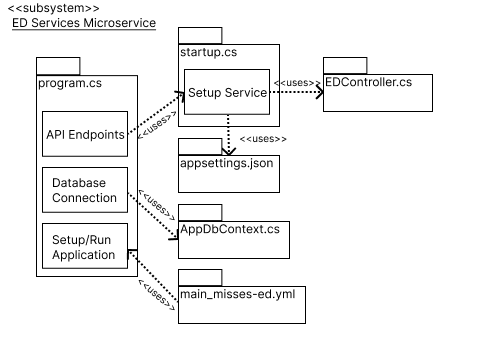 <<subsystem>>
ED Services Microservice
startup.cs
program.cs
Setup Service
<<uses>>
EDController.cs
API Endpoints
<<uses>>
<<uses>>
appsettings.json
Database
Connection
<<uses>>
AppDbContext.cs
Setup/Run
Application
<<uses>>
main_misses-ed.yml